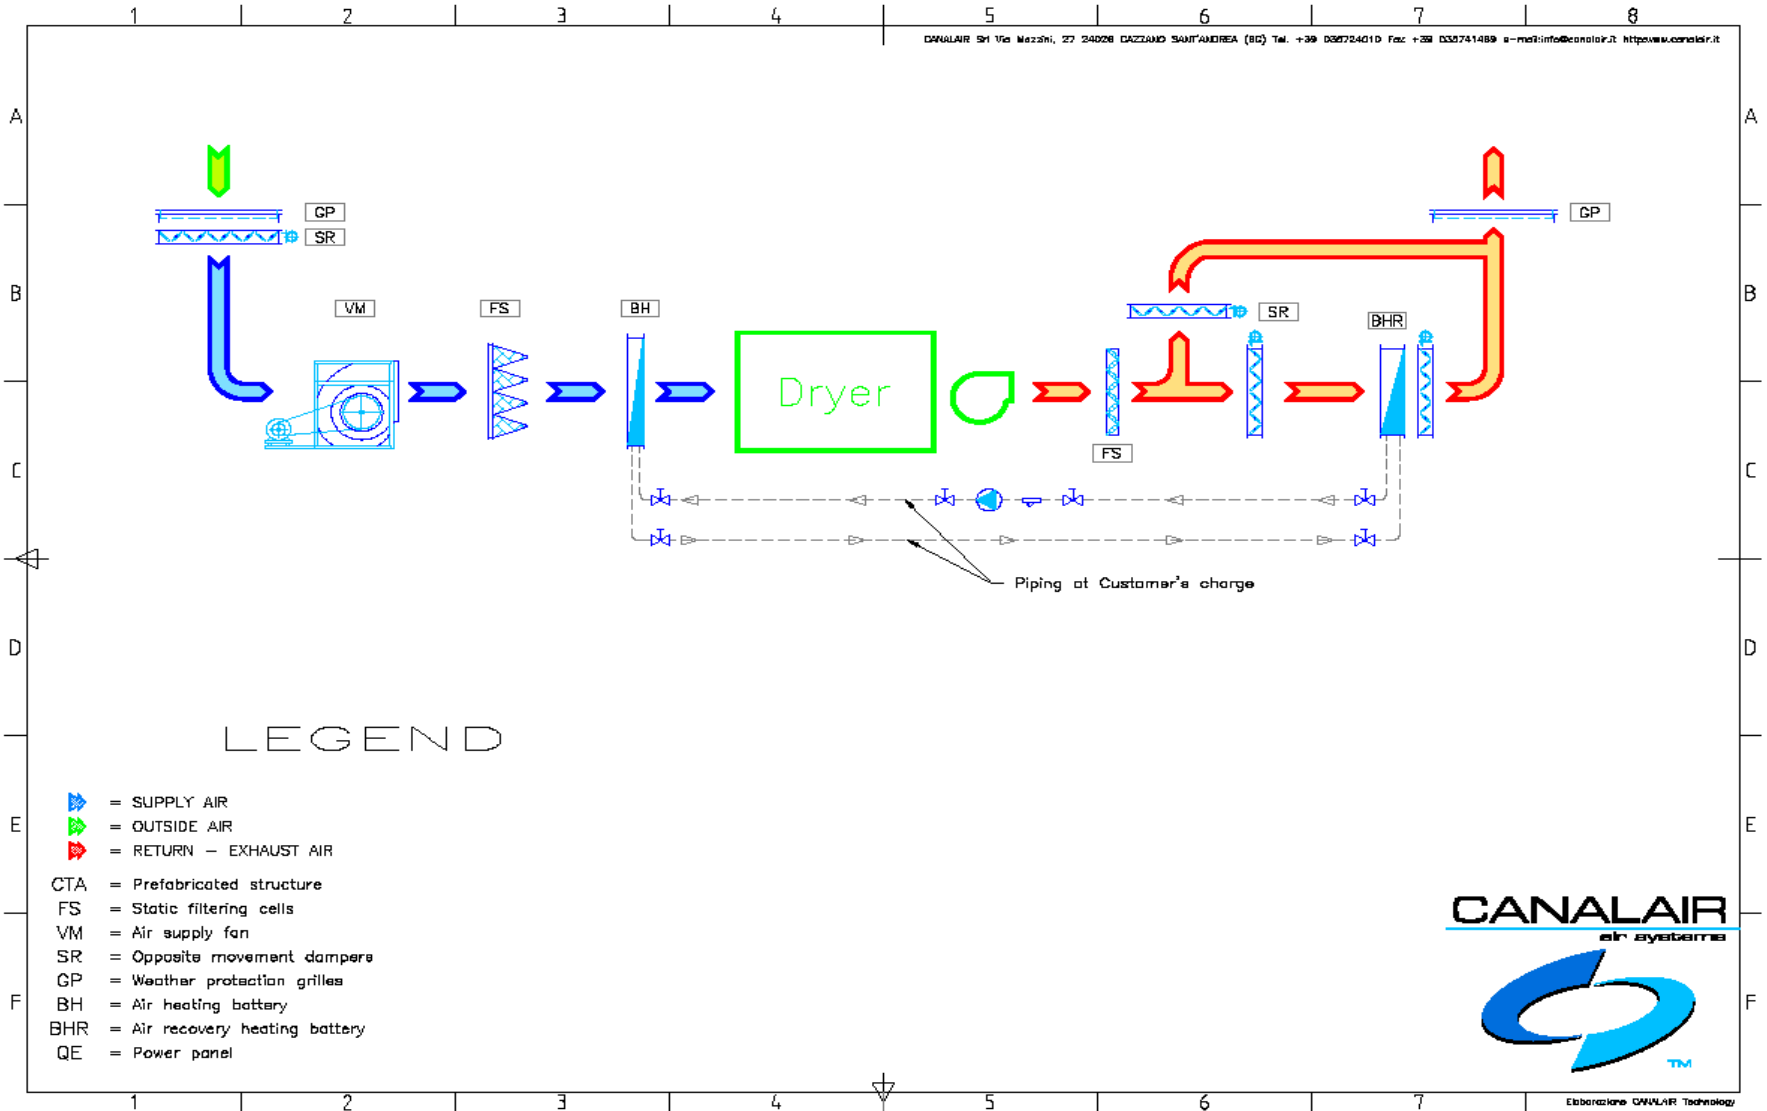 1 2 3 4 5 6 7 8
CANALAIR Srl Via Mazzini, 27 24026 CAZZANO SANT'ANDREA (BG) Tel. +39 035724010 Fax +39 035741489 e-mail:info@canalair.it
A A
GP GP
SR
B B
VM FS BH SR BHR
Dryer
FS
C C
Piping at Customer's charge
D D
LEGEND
= SUPPLY AIR
E = OUTSIDE AIR E
= RETURN - EXHAUST AIR
CTA = Prefabricated structure
FS = Static filtering cells
VM = Air supply fan
SR = Opposite movement dampers
GP = Weather protection grilles
BH = Air heating battery
BHR = Air recovery heating battery
QE = Power panel
F F
CANALAIR
air systems
TM
1 2 3 4 5 6 7
Elaborazione CANALAIR Technology